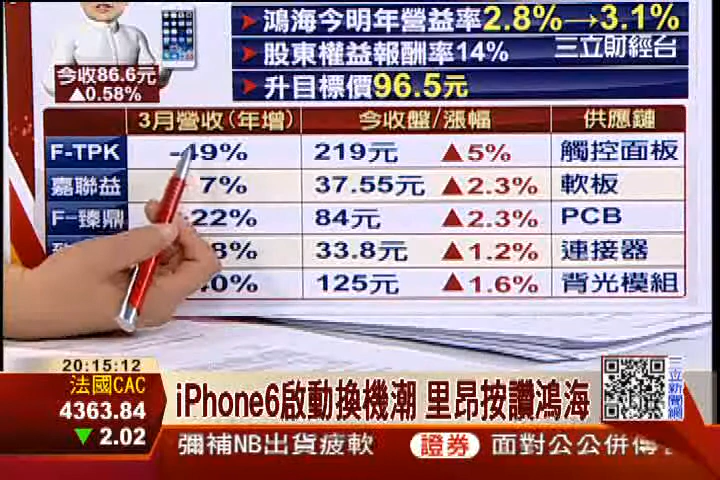 鴻海今明年營益率2.8%→3.1%
股東權益報酬率14%
三立財經台
升目標價96.5元
今收86.6元
▲0.58%
3月營收(年增) 今收盤/漲幅 供應鏈
F-TPK -49% 219元 ▲5% 觸控面板
嘉聯益 7% 37.55元 ▲2.3% 軟板
F-臻鼎 22% 84元 ▲2.3% PCB
8% 33.8元 ▲1.2% 連接器
0% 125元 ▲1.6% 背光模組
20:15:12
法國CAC
4363.84
▼2.02
iPhone6啟動換機潮 里昂按讚鴻海
三立新聞網
彌補NB出貨疲軟 證券 面對公公併